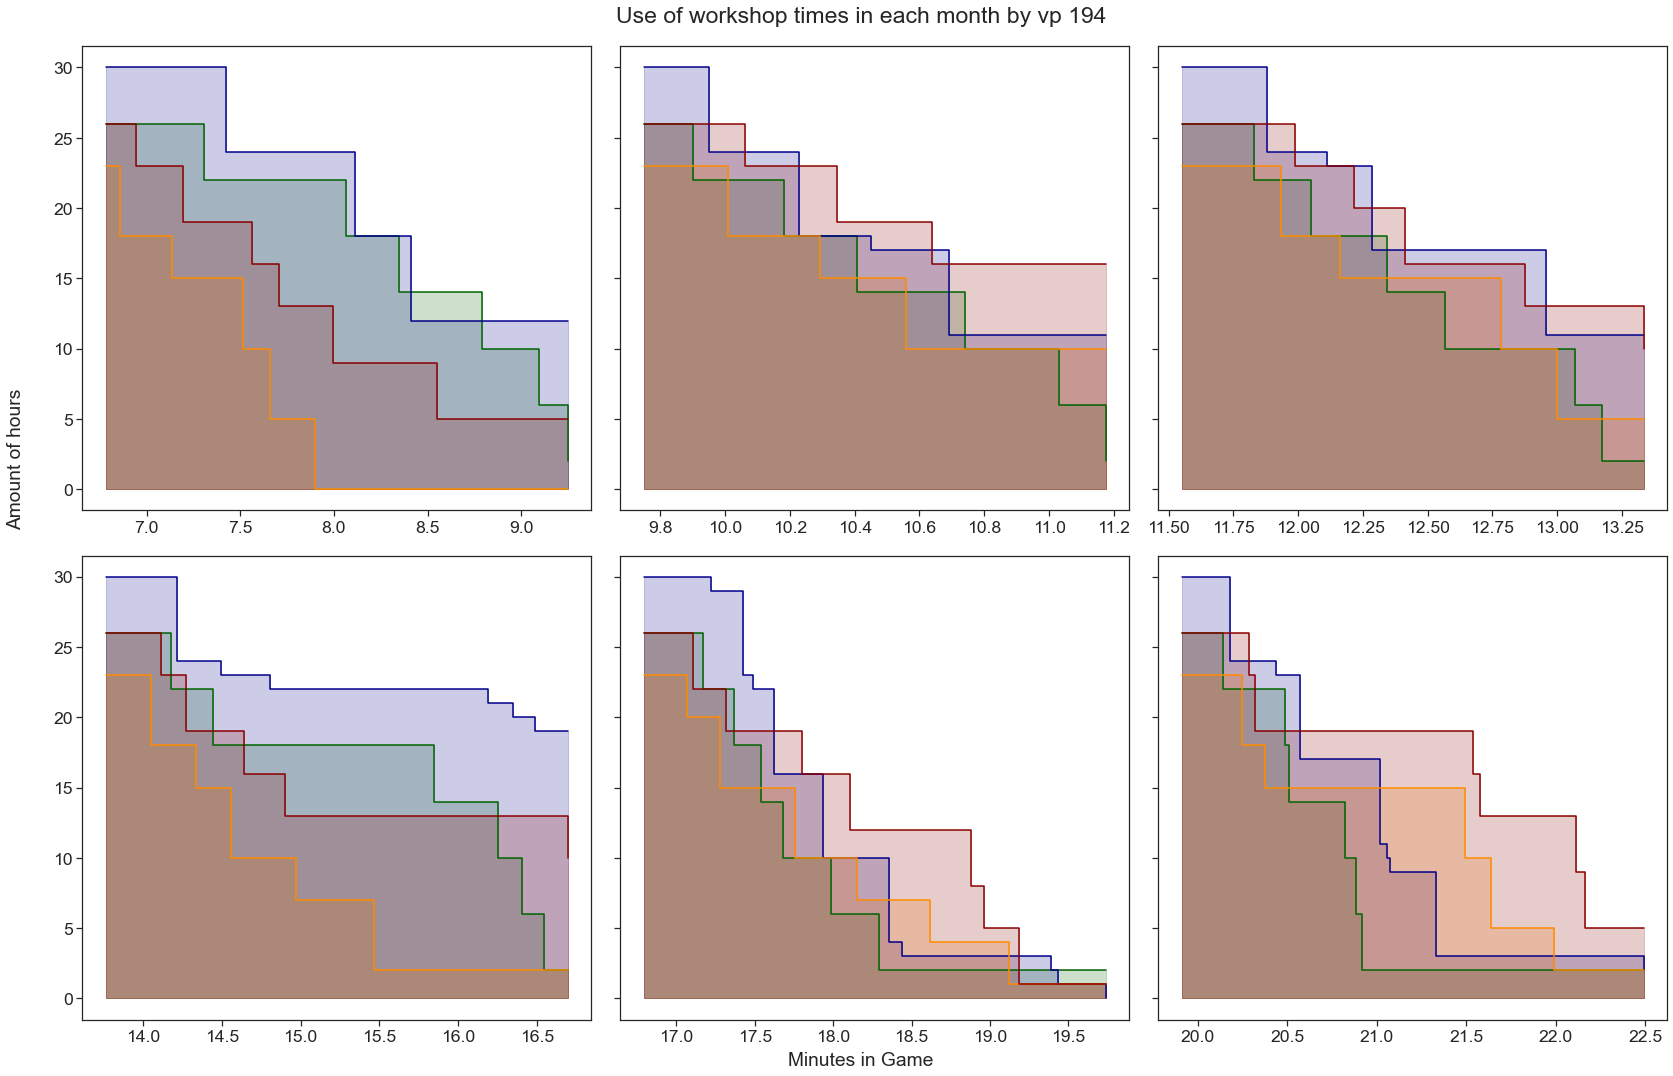 Use of workshop times in each month by vp 194
Amount of hours
30
25
20
15
10
5
0
7.0 7.5 8.0 8.5 9.0
9.8 10.0 10.2 10.4 10.6 10.8 11.0 11.2
11.50 11.75 12.00 12.25 12.50 12.75 13.00 13.25
30
25
20
15
10
5
0
14.0 14.5 15.0 15.5 16.0 16.5
17.0 17.5 18.0 18.5 19.0 19.5
20.0 20.5 21.0 21.5 22.0 22.5
Minutes in Game